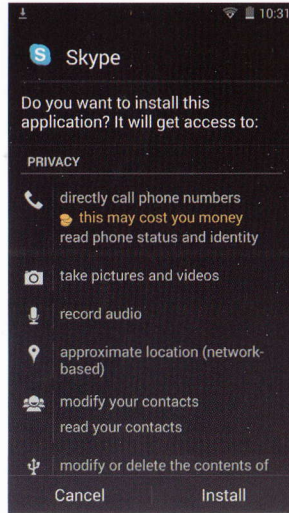 10:31
Skype
Do you want to install this
application? It will get access to:
PRIVACY
directly call phone numbers
this may cost you money
read phone status and identity
take pictures and videos
record audio
approximate location (network-
based)
modify your contacts
read your contacts
modify or delete the contents of
Cancel
Install